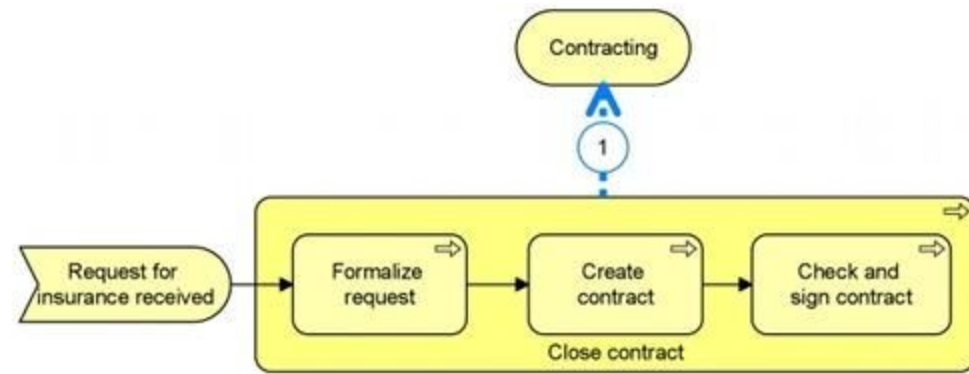 Contracting
1
Request for
insurance received
Formalize
request
Create
contract
Check and
sign contract
Close contract